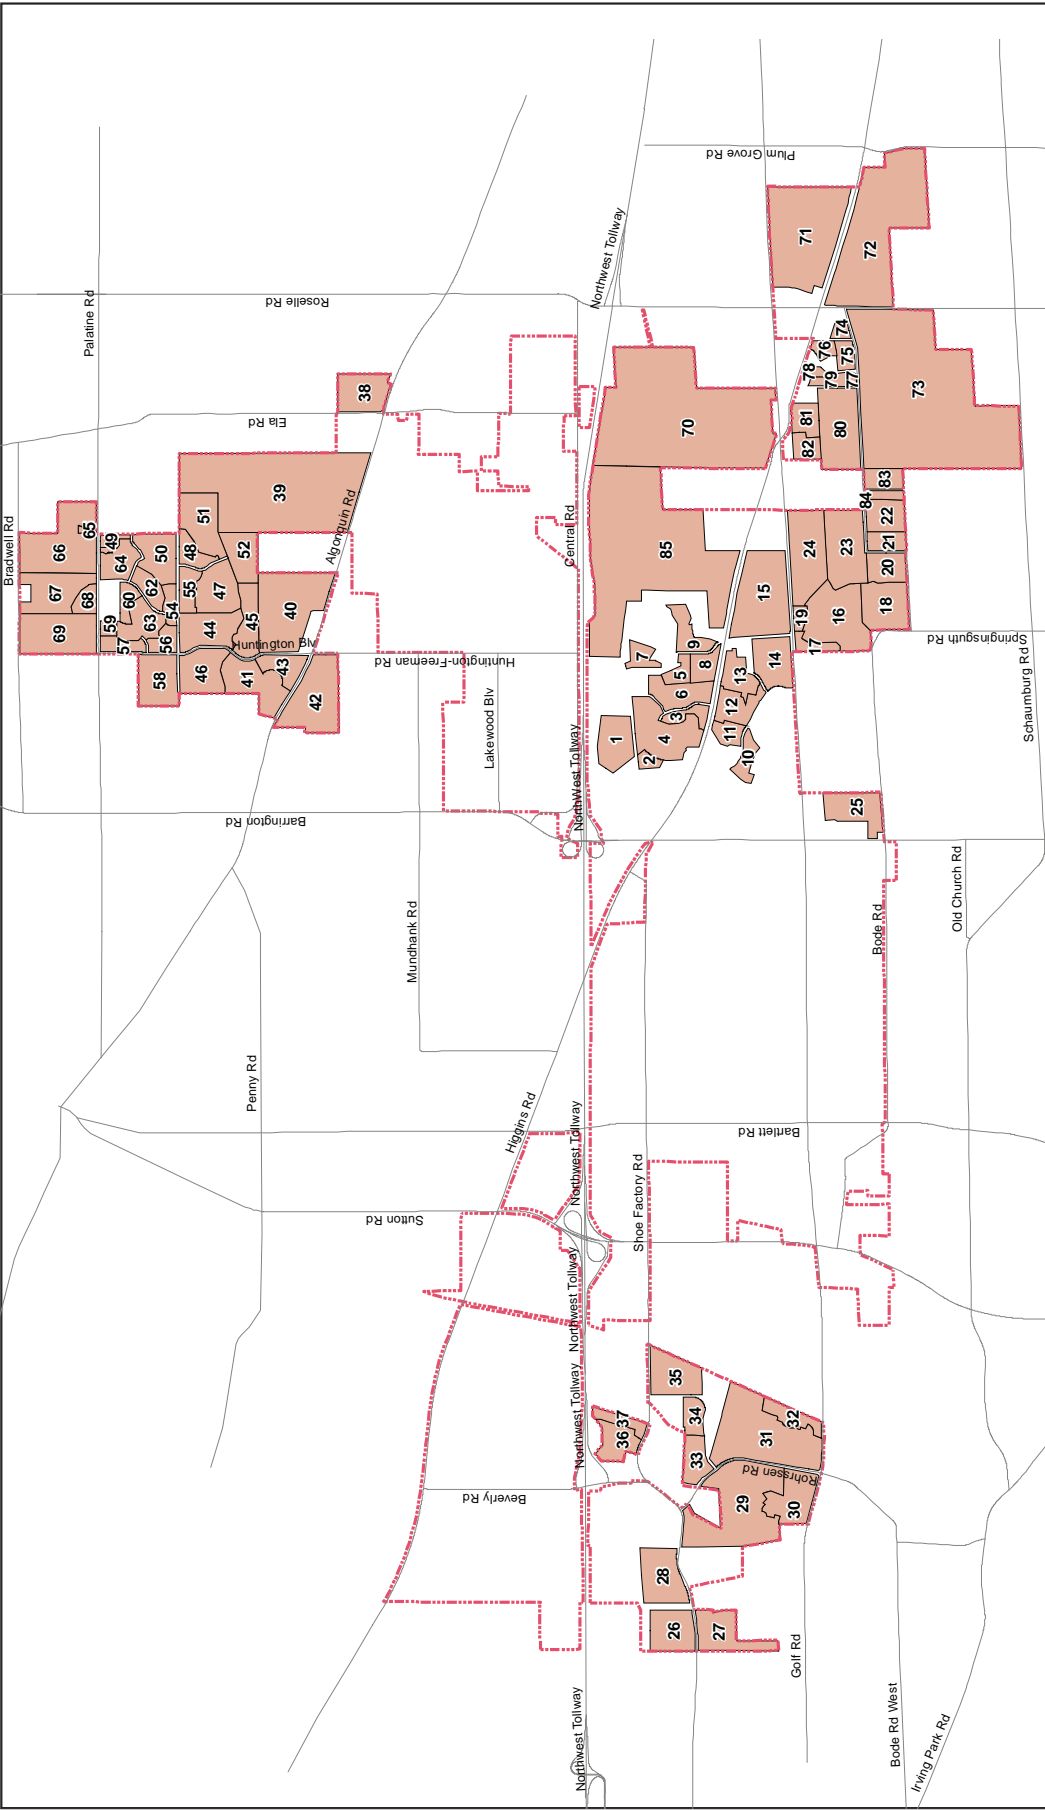 Bradwell Rd
Palatine Rd
Roselle Rd
Ela Rd
Algonquin Rd
Huntington Blv
Huntington-Freeman Rd
Lakewood Blv
Barrington Rd
Mundhank Rd
Penny Rd
Higgins Rd
Sutton Rd
Beverly Rd
Plum Grove Rd
Northwest Tollway
Central Rd
NorthWest Tollway
Northwest Tollway
Northwest Tollway
Northwest Tollway
Northwest Tollway
Shoe Factory Rd
Bartlett Rd
Rohrssen Rd
Golf Rd
Bode Rd
Bode Rd West
Irving Park Rd
Old Church Rd
Schaumburg Rd
Springinsguth Rd
1
2
3
4
5
6
7
8
9
10
11
12
13
14
15
16
17
18
19
20
21
22
23
24
25
26
27
28
29
30
31
32
33
34
35
36
37
38
39
40
41
42
43
44
45
46
47
48
49
50
51
52
54
55
56
57
58
59
60
62
63
64
65
66
67
68
69
70
71
72
73
74
75
76
77
78
79
80
81
82
83
84
85